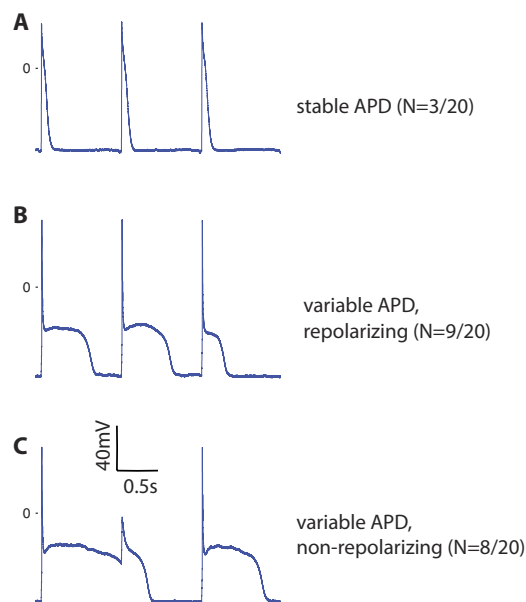 A
0 -
stable APD (N=3/20)
B
0 -
variable APD,
repolarizing (N=9/20)
C
40mV
0.5s
0 -
variable APD,
non-repolarizing (N=8/20)